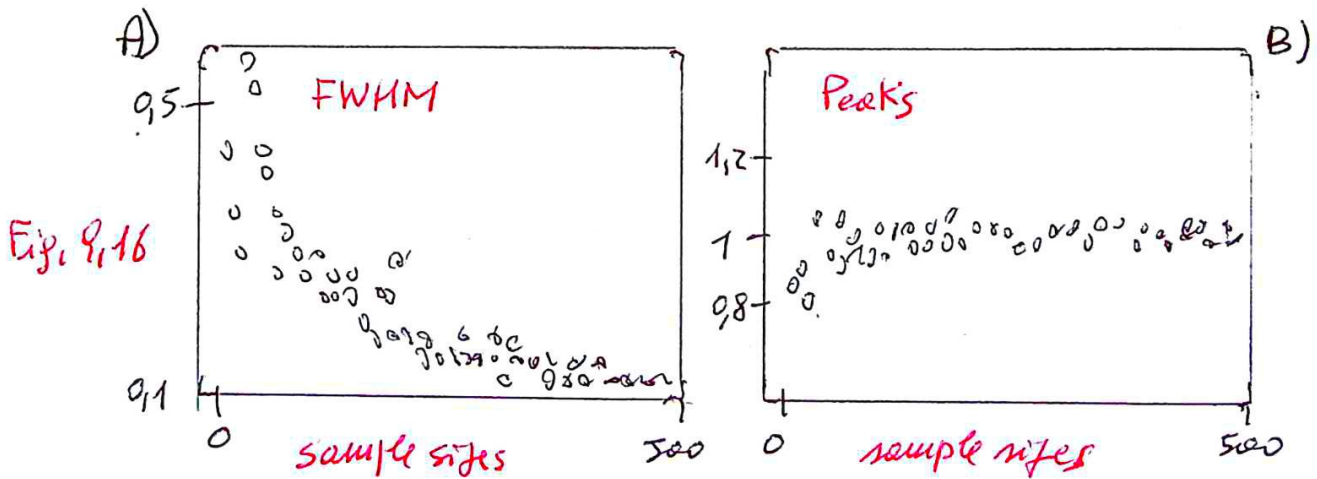 A)
B)
FWHM
Peaks
0,5
1,2
Fig. 9,16
1
0,8
0,1
0
500
0
500
sample sizes
sample sizes